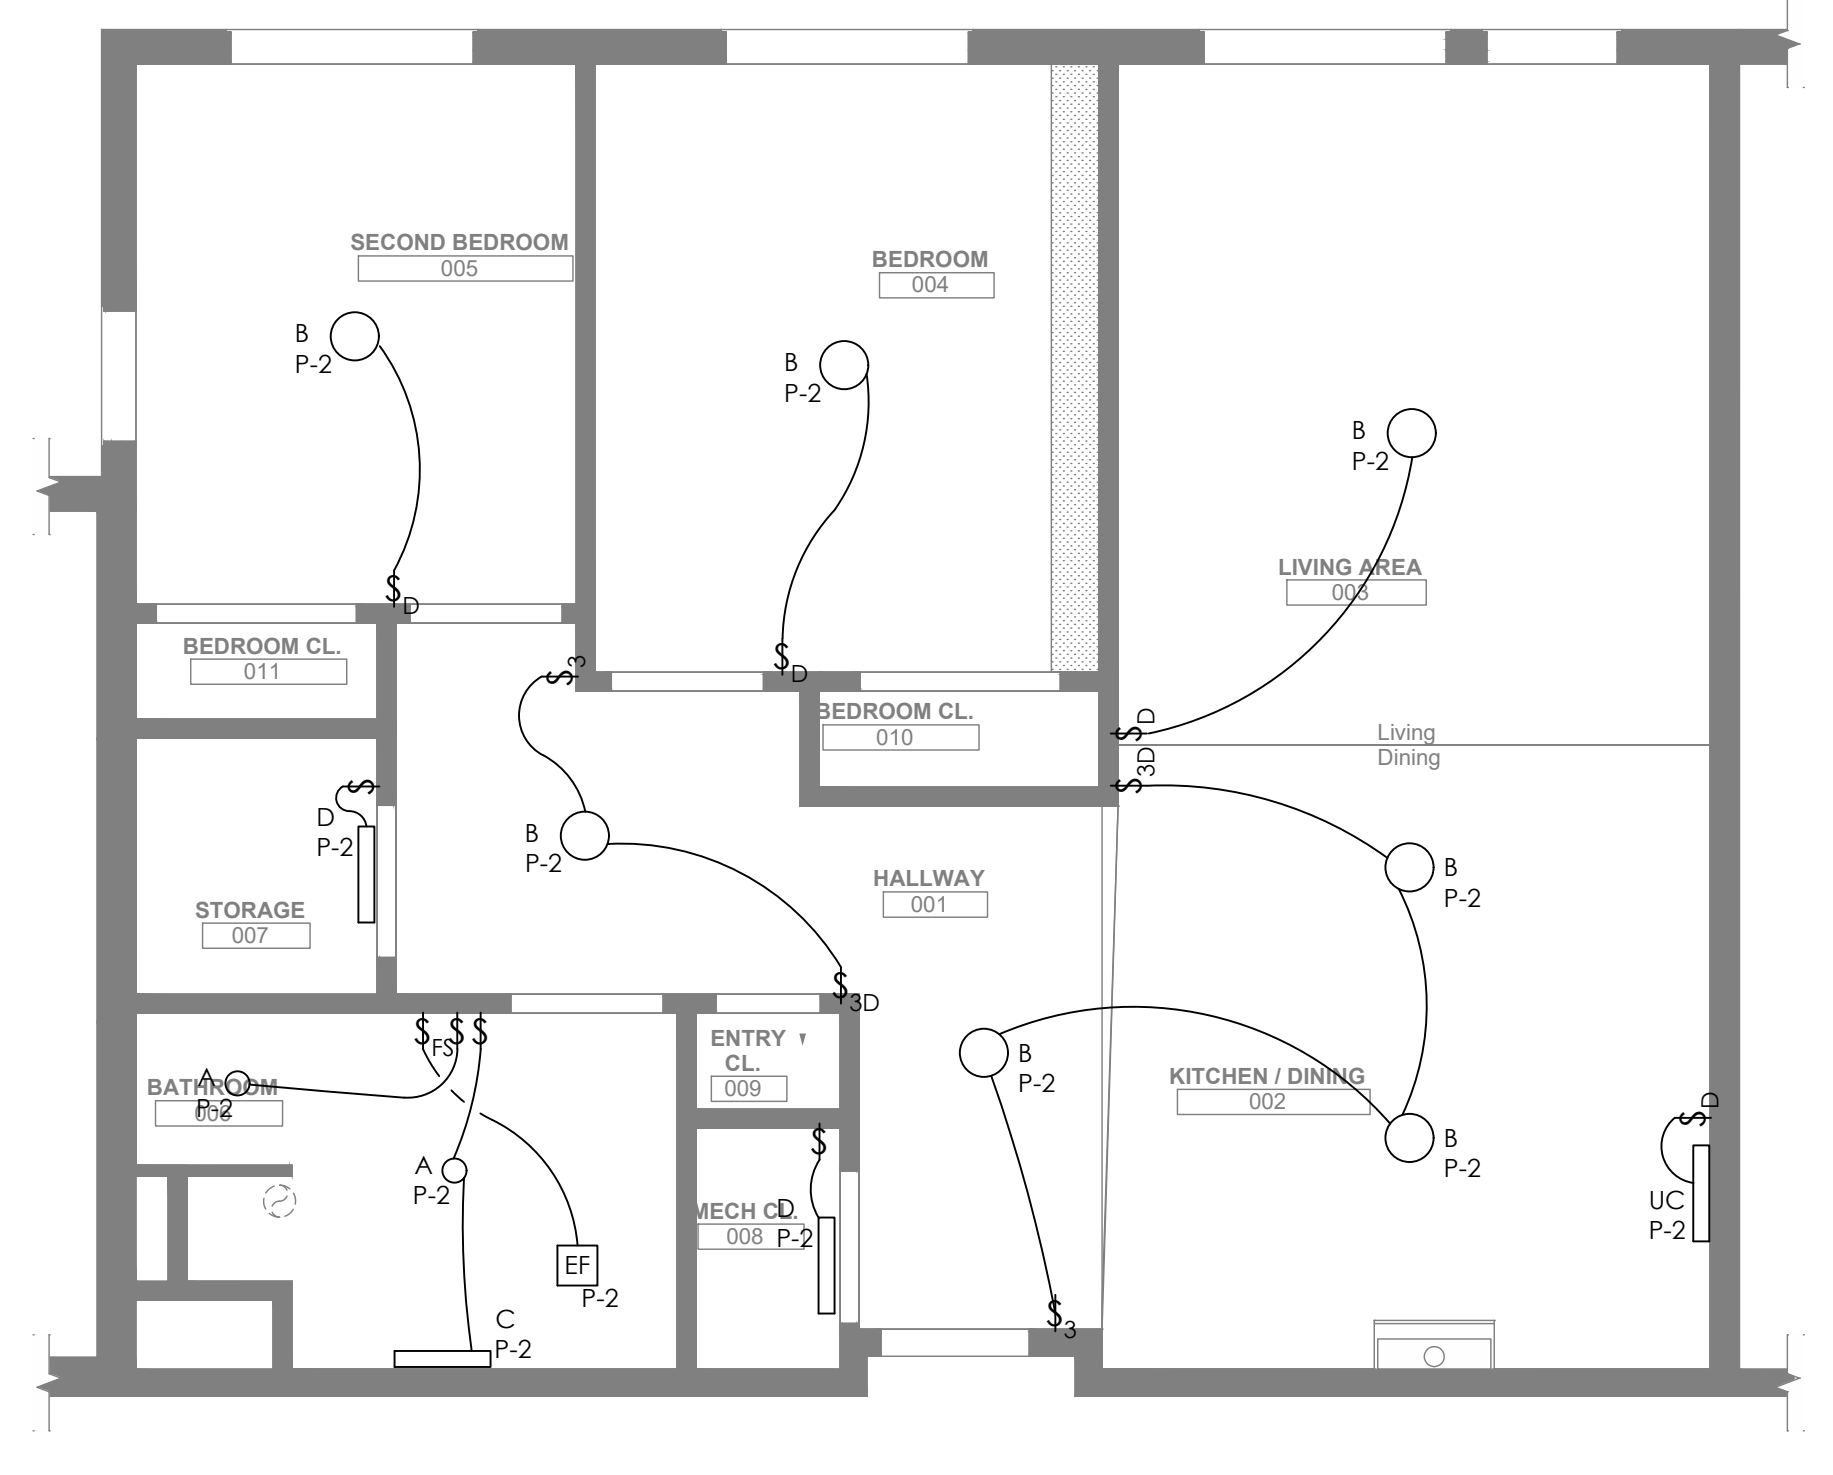 SECOND BEDROOM
005
BEDROOM
004
B
P-2
B
P-2
B
P-2
LIVING AREA
003
$
D
BEDROOM CL.
011
$
3
$
D
BEDROOM CL.
010
$
D
Living
Dining
$
3D
$
D
P-2
B
P-2
B
P-2
HALLWAY
001
STORAGE
007
$
3D
$
FS
$
$
ENTRY
CL.
009
B
P-2
KITCHEN / DINING
002
A
P-2
BATHROOM
006
$
D
B
P-2
$
A
P-2
UC
P-2
MECH CL.
008
D
P-2
EF
P-2
C
P-2
$
3